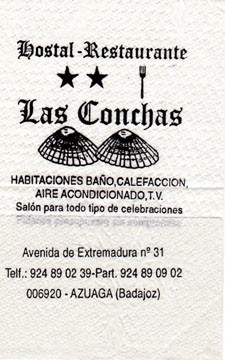 Hostal-Restaurante
Las Conchas
HABITACIONES BAÑO,CALEFACCION,
AIRE ACONDICIONADO,T.V.
Salón para todo tipo de celebraciones
Avenida de Extremadura nº 31
Telf.: 924 89 02 39-Part. 924 89 09 02
006920 - AZUAGA (Badajoz)